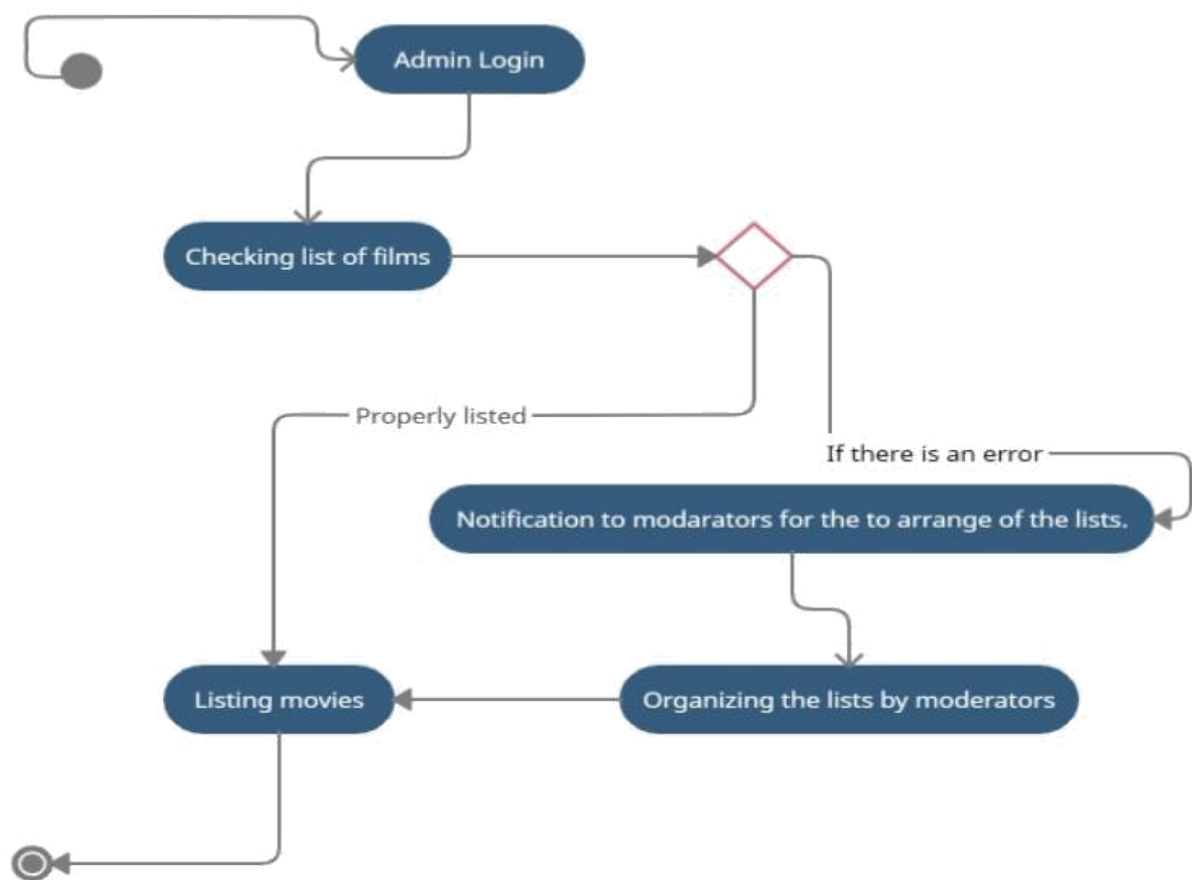 Admin Login
Checking list of films
Properly listed
If there is an error
Notification to modarators for the to arrange of the lists.
Listing movies
Organizing the lists by moderators